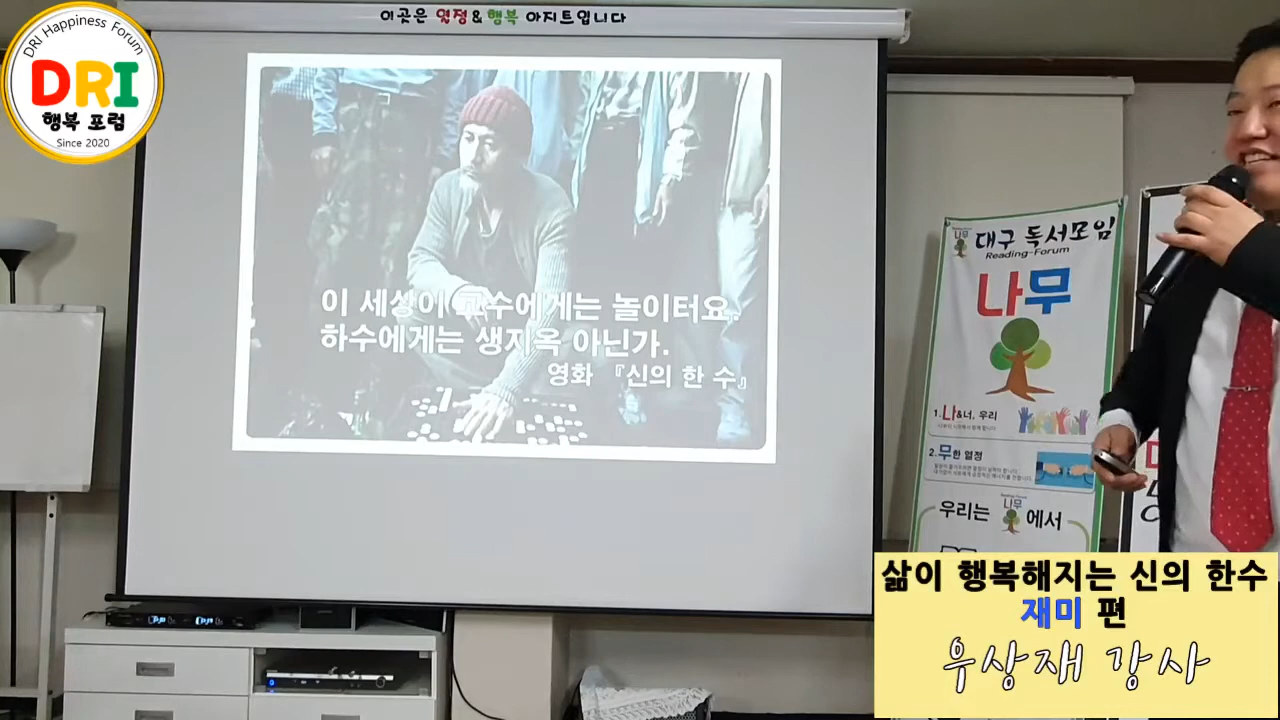 이곳은 열정&행복 아지트입니다
DRI Happiness Forum
DRI
행복 포럼
Since 2020
이 세상이 고수에게는 놀이터요,
하수에게는 생지옥 아닌가.
영화 『신의 한 수』
나무
대구 독서모임
Reading-Forum
나무
1.나&너, 우리
2.무한 열정
우리는
나무
에서
삶이 행복해지는 신의 한수
재미 편
우상재 강사